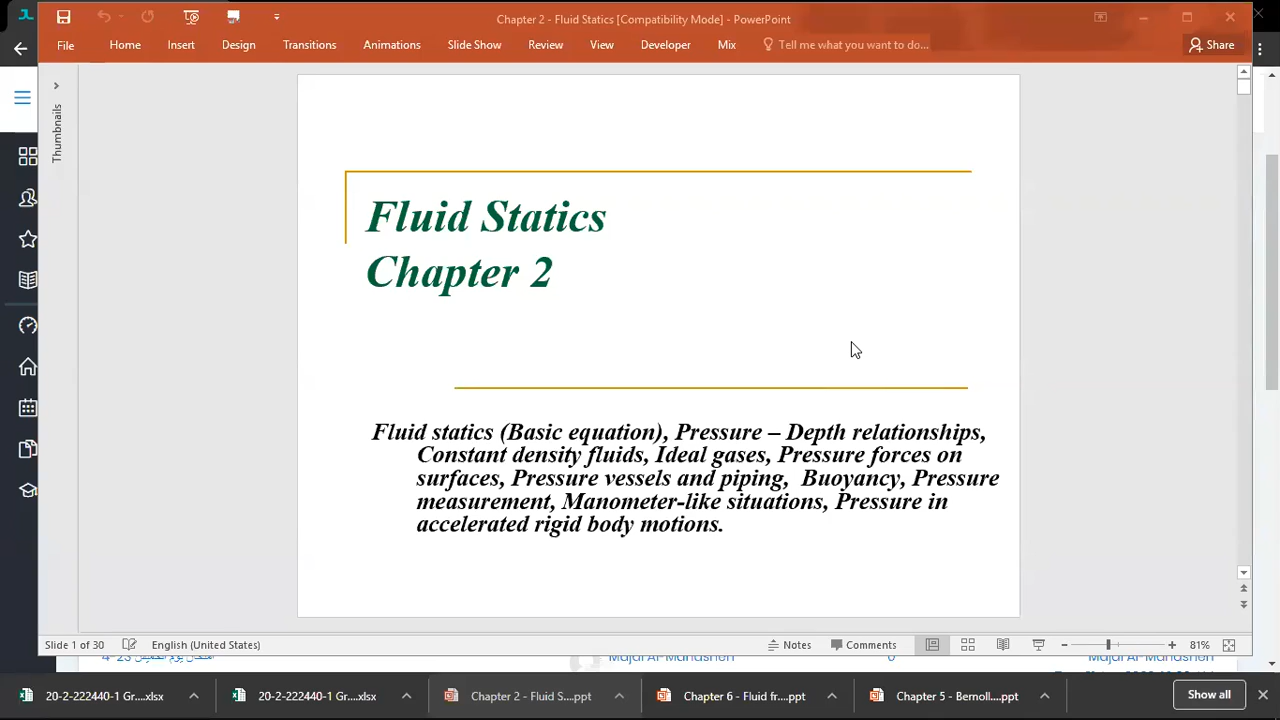 Chapter 2 - Fluid Statics [Compatibility Mode] - PowerPoint
File Home Insert Design Transitions Animations Slide Show Review View Developer Mix Tell me what you want to do... Share
Thumbnails
Fluid Statics
Chapter 2
Fluid statics (Basic equation), Pressure – Depth relationships,
Constant density fluids, Ideal gases, Pressure forces on
surfaces, Pressure vessels and piping, Buoyancy, Pressure
measurement, Manometer-like situations, Pressure in
accelerated rigid body motions.
Slide 1 of 30 English (United States) Notes Comments 81%
20-2-222440-1 Gr....xlsx 20-2-222440-1 Gr....xlsx Chapter 2 - Fluid S....ppt Chapter 6 - Fluid fr....ppt Chapter 5 - Bernoll....ppt Show all